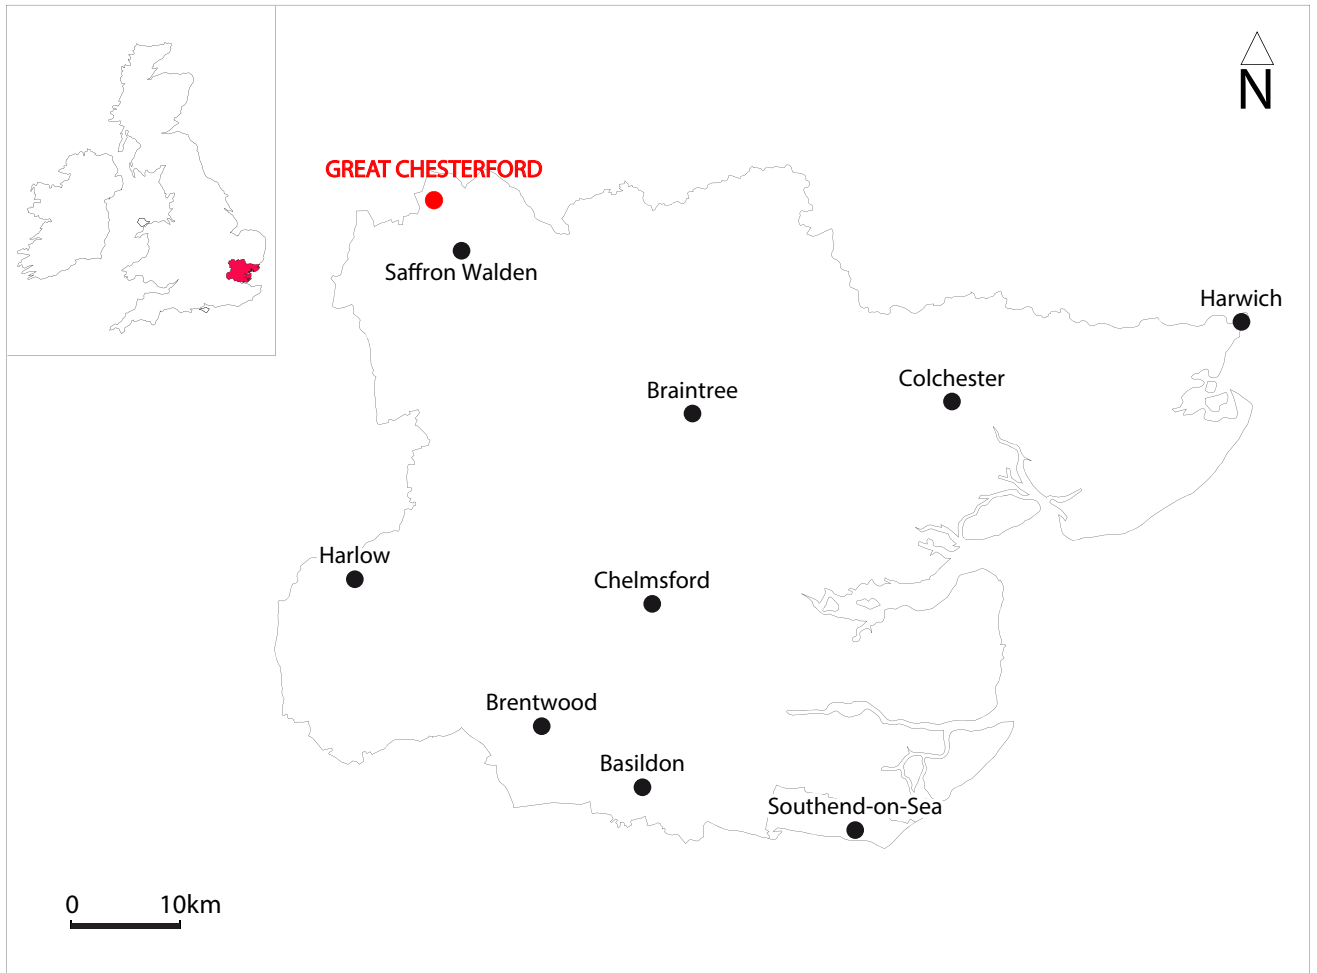 N
GREAT CHESTERFORD
Saffron Walden
Harwich
Colchester
Braintree
Harlow
Chelmsford
Brentwood
Basildon
Southend-on-Sea
0 10km